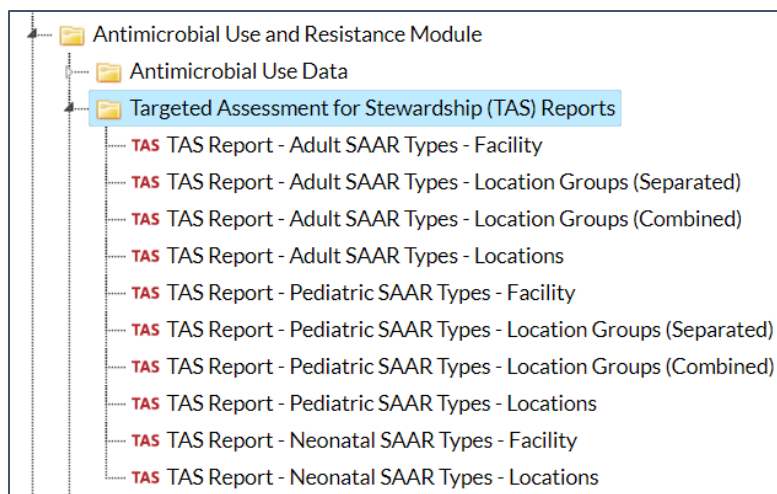 Antimicrobial Use and Resistance Module
Antimicrobial Use Data
Targeted Assessment for Stewardship (TAS) Reports
TAS TAS Report - Adult SAAR Types - Facility
TAS TAS Report - Adult SAAR Types - Location Groups (Separated)
TAS TAS Report - Adult SAAR Types - Location Groups (Combined)
TAS TAS Report - Adult SAAR Types - Locations
TAS TAS Report - Pediatric SAAR Types - Facility
TAS TAS Report - Pediatric SAAR Types - Location Groups (Separated)
TAS TAS Report - Pediatric SAAR Types - Location Groups (Combined)
TAS TAS Report - Pediatric SAAR Types - Locations
TAS TAS Report - Neonatal SAAR Types - Facility
TAS TAS Report - Neonatal SAAR Types - Locations